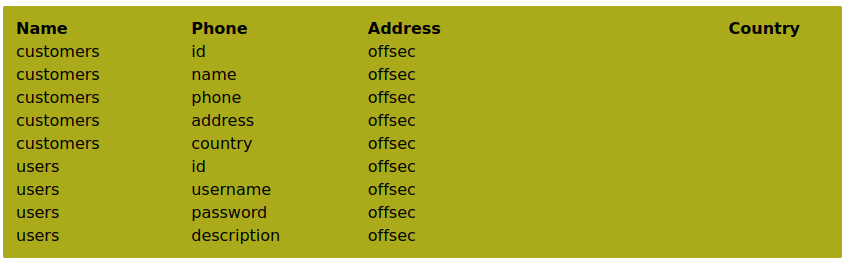 Name Phone Address Country
customers id offsec
customers name offsec
customers phone offsec
customers address offsec
customers country offsec
users id offsec
users username offsec
users password offsec
users description offsec